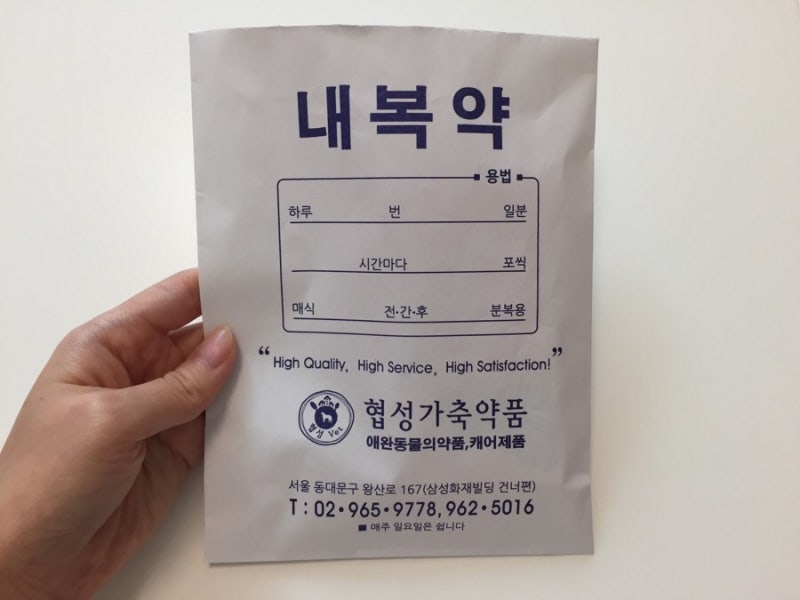 내복약
용법
하루 번 일분
시간마다 포씩
매식 전·간·후 분복용
“High Quality, High Service, High Satisfaction!”
협성 Vet
협성가축약품
애완동물의약품,캐어제품
서울 동대문구 왕산로 167(삼성화재빌딩 건너편)
T : 02·965·9778, 962·5016
■ 매주 일요일은 쉽니다